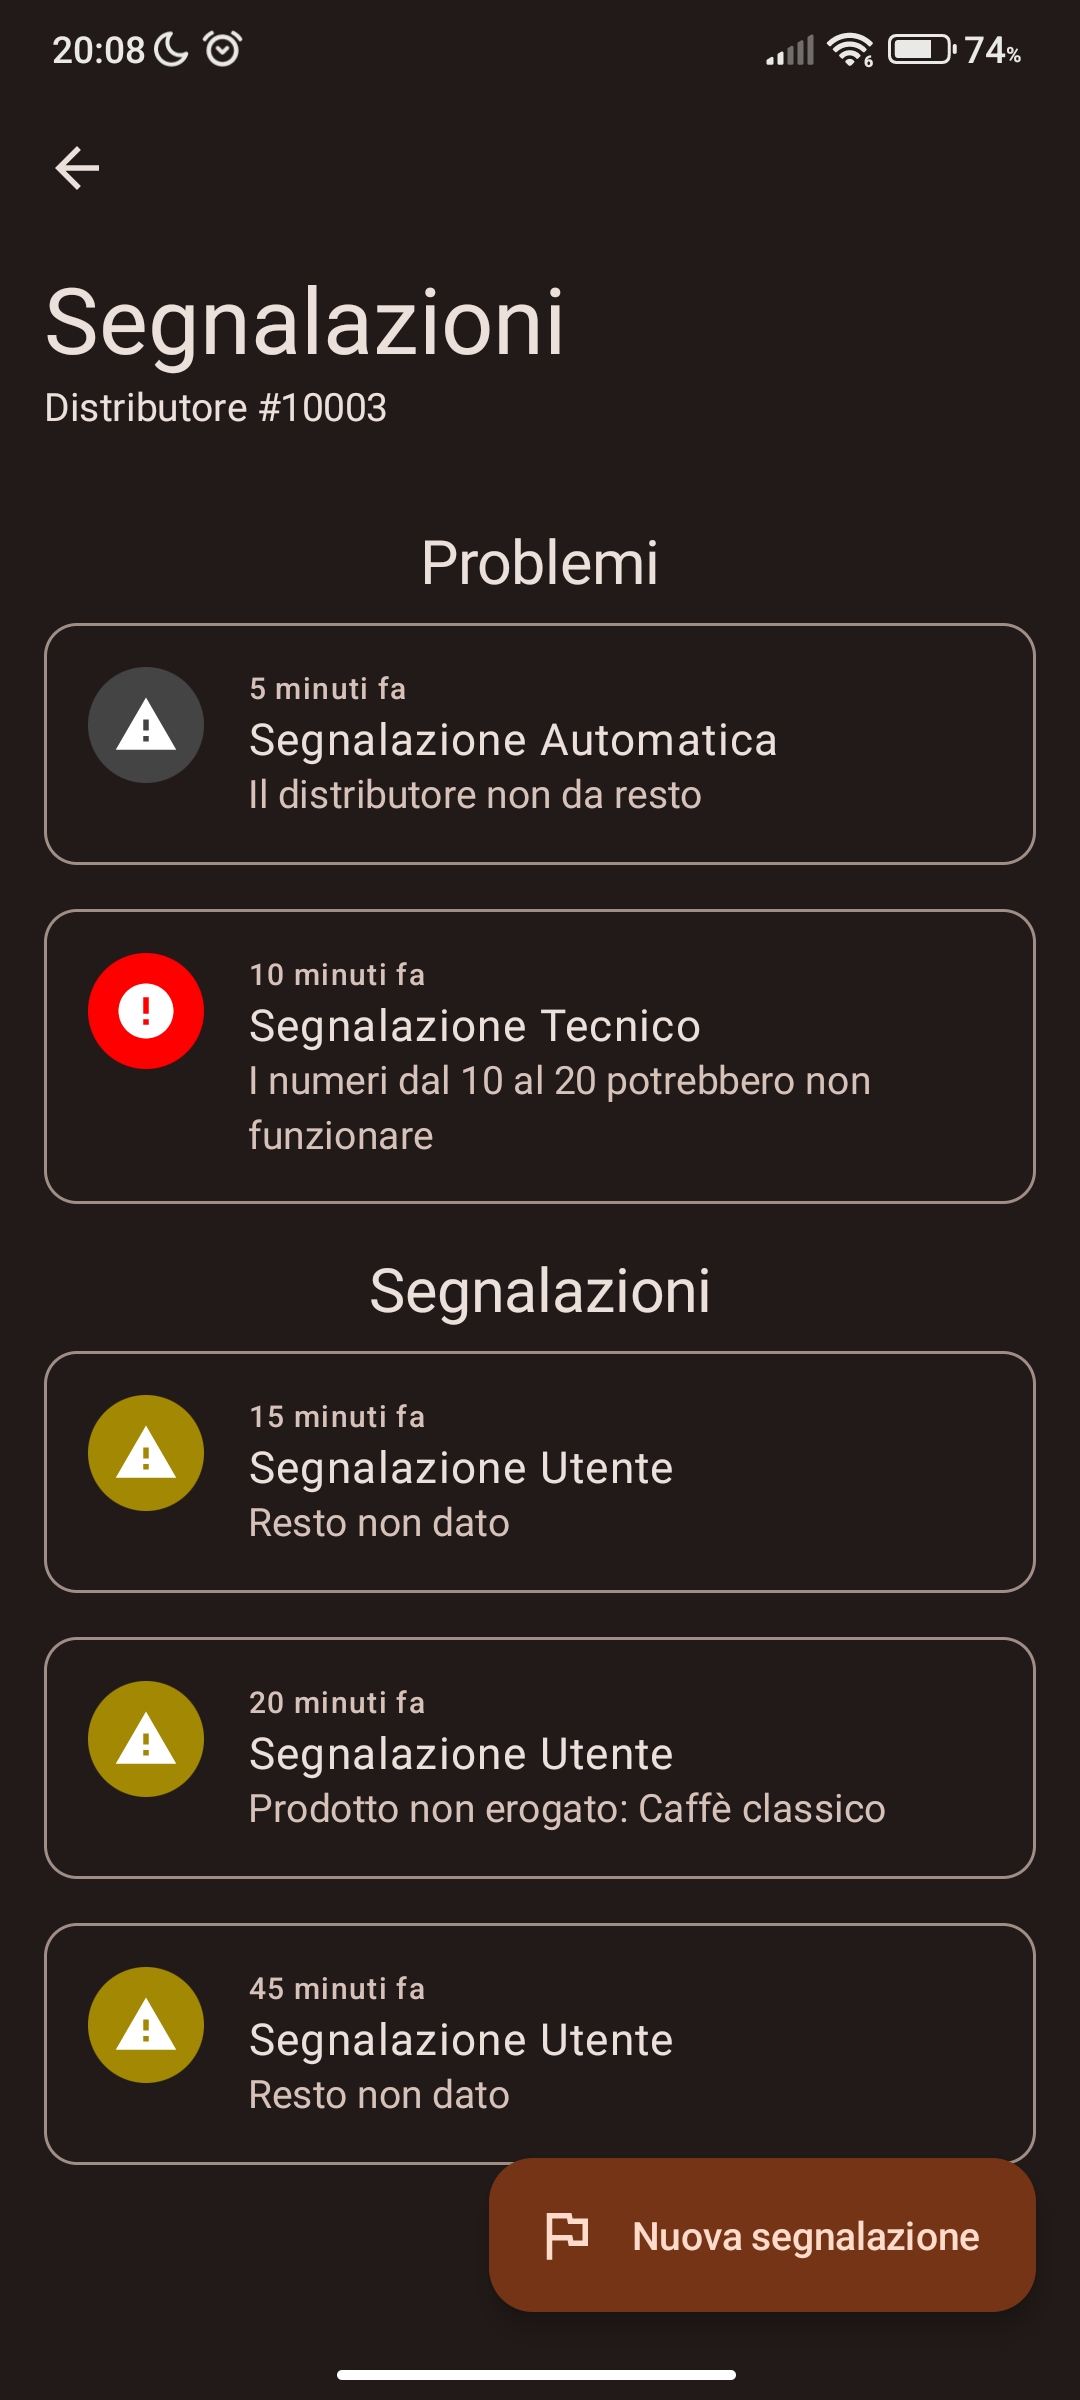 20:08
6
74%
Segnalazioni
Distributore #10003
Problemi
5 minuti fa
Segnalazione Automatica
Il distributore non da resto
10 minuti fa
Segnalazione Tecnico
I numeri dal 10 al 20 potrebbero non
funzionare
Segnalazioni
15 minuti fa
Segnalazione Utente
Resto non dato
20 minuti fa
Segnalazione Utente
Prodotto non erogato: Caffè classico
45 minuti fa
Segnalazione Utente
Resto non dato
Nuova segnalazione